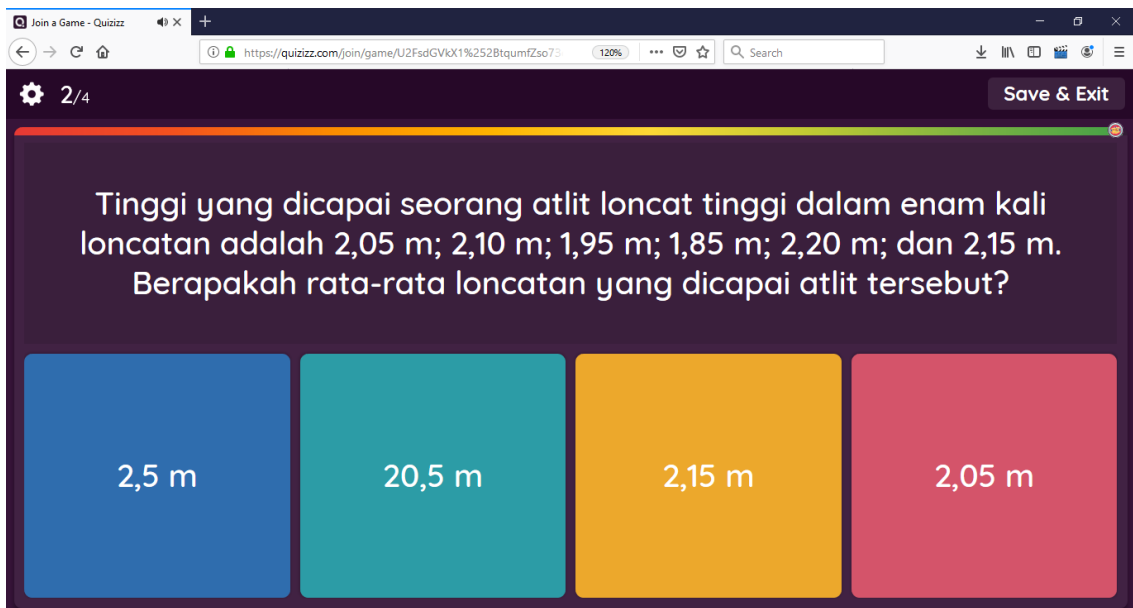 Join a Game - Quizizz
https://quizizz.com/join/game/U2FsdGVkX1%252BtqumfZso73
120%
Search
2/4
Save & Exit
Tinggi yang dicapai seorang atlit loncat tinggi dalam enam kali
loncatan adalah 2,05 m; 2,10 m; 1,95 m; 1,85 m; 2,20 m; dan 2,15 m.
Berapakah rata-rata loncatan yang dicapai atlit tersebut?
2,5 m
20,5 m
2,15 m
2,05 m